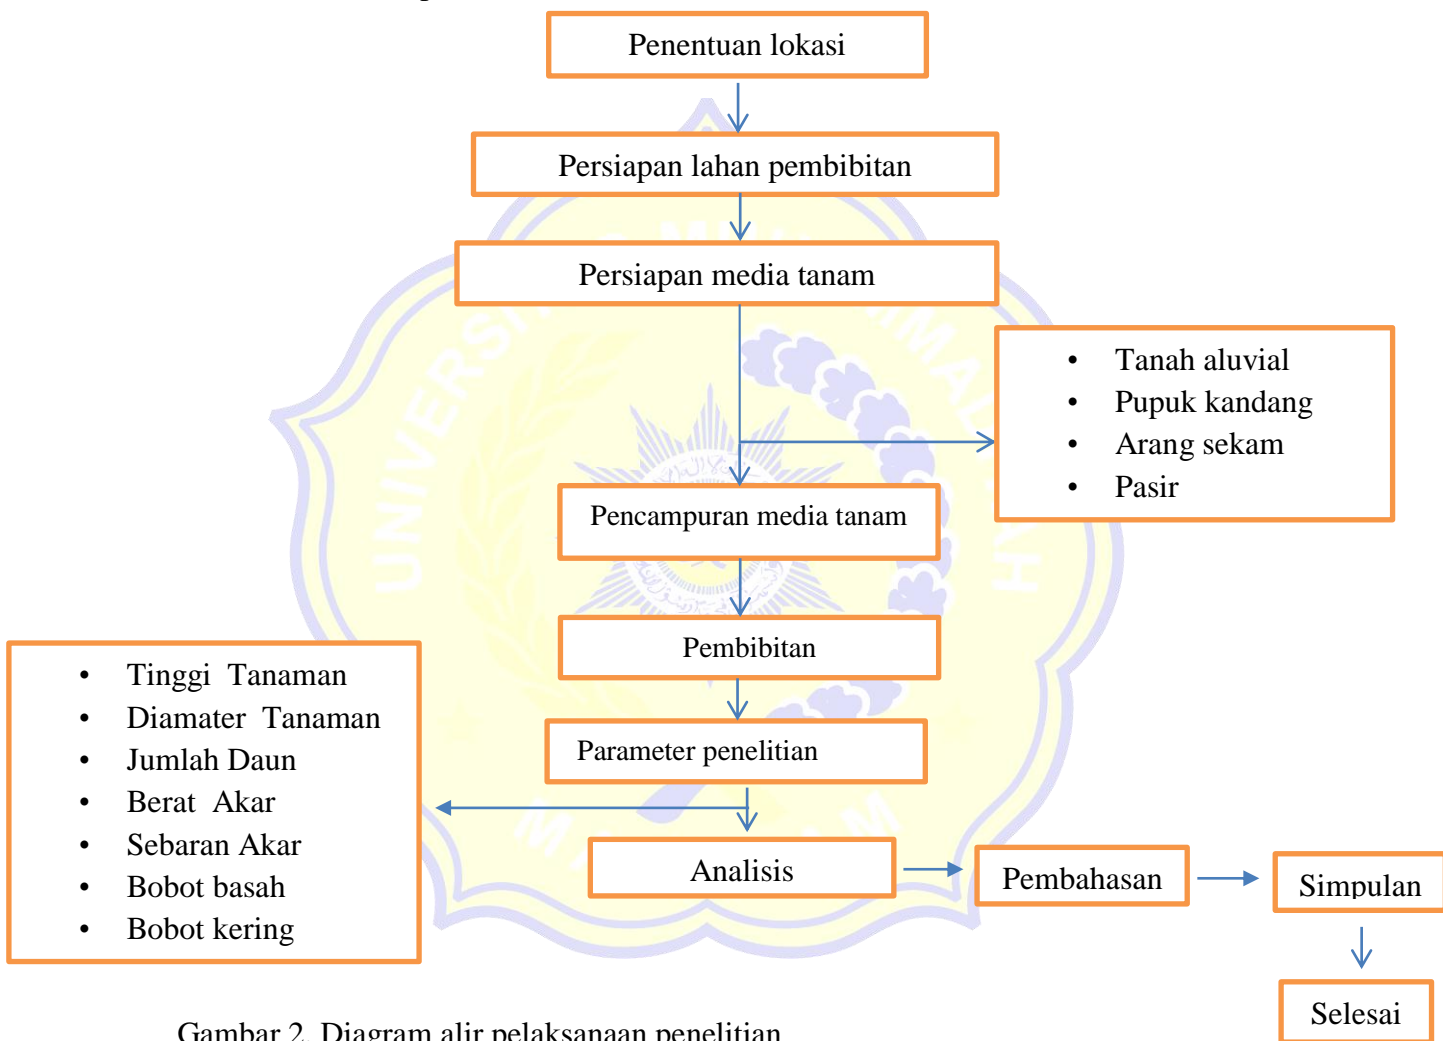 Penentuan lokasi
Persiapan lahan pembibitan
Persiapan media tanam
• Tanah aluvial
• Pupuk kandang
• Arang sekam
• Pasir
Pencampuran media tanam
Pembibitan
Parameter penelitian
• Tinggi Tanaman
• Diamater Tanaman
• Jumlah Daun
• Berat Akar
• Sebaran Akar
• Bobot basah
• Bobot kering
Analisis
Pembahasan
Simpulan
Selesai
Gambar 2. Diagram alir pelaksanaan penelitian